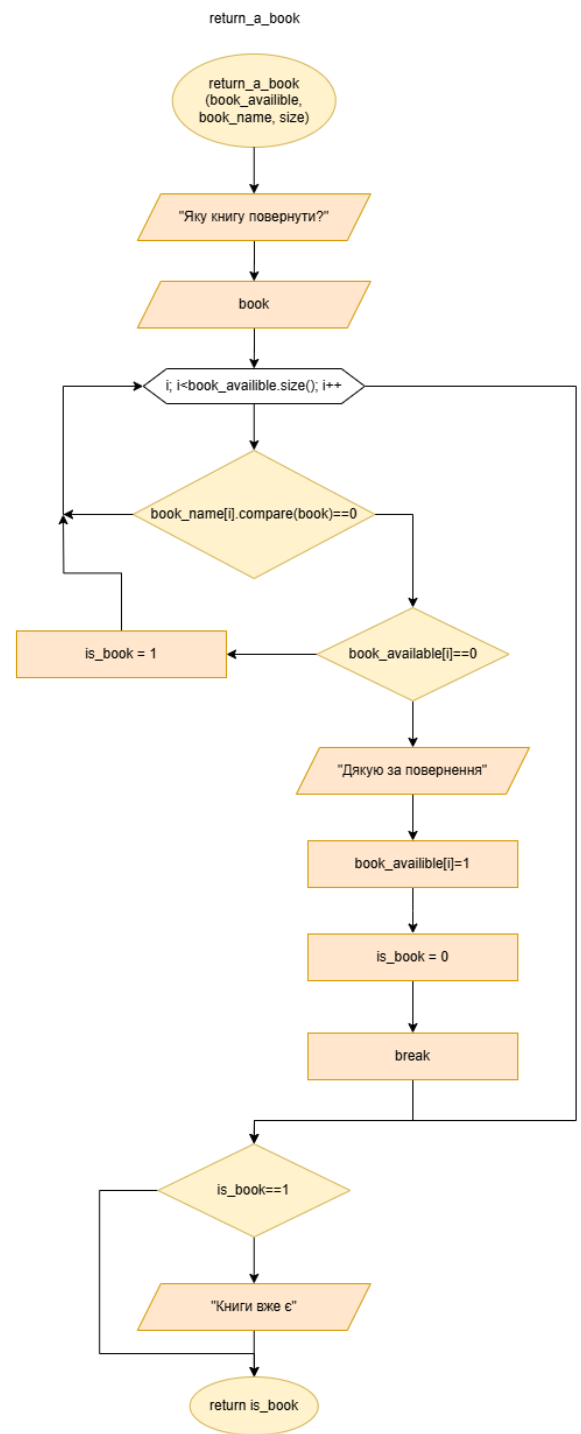 return_a_book
return_a_book
(book_availible,
book_name, size)
"Яку книгу повернути?"
book
i; i<book_availible.size(); i++
book_name[i].compare(book)==0
is_book = 1
book_available[i]==0
"Дякую за повернення"
book_availible[i]=1
is_book = 0
break
is_book==1
"Книги вже є"
return is_book